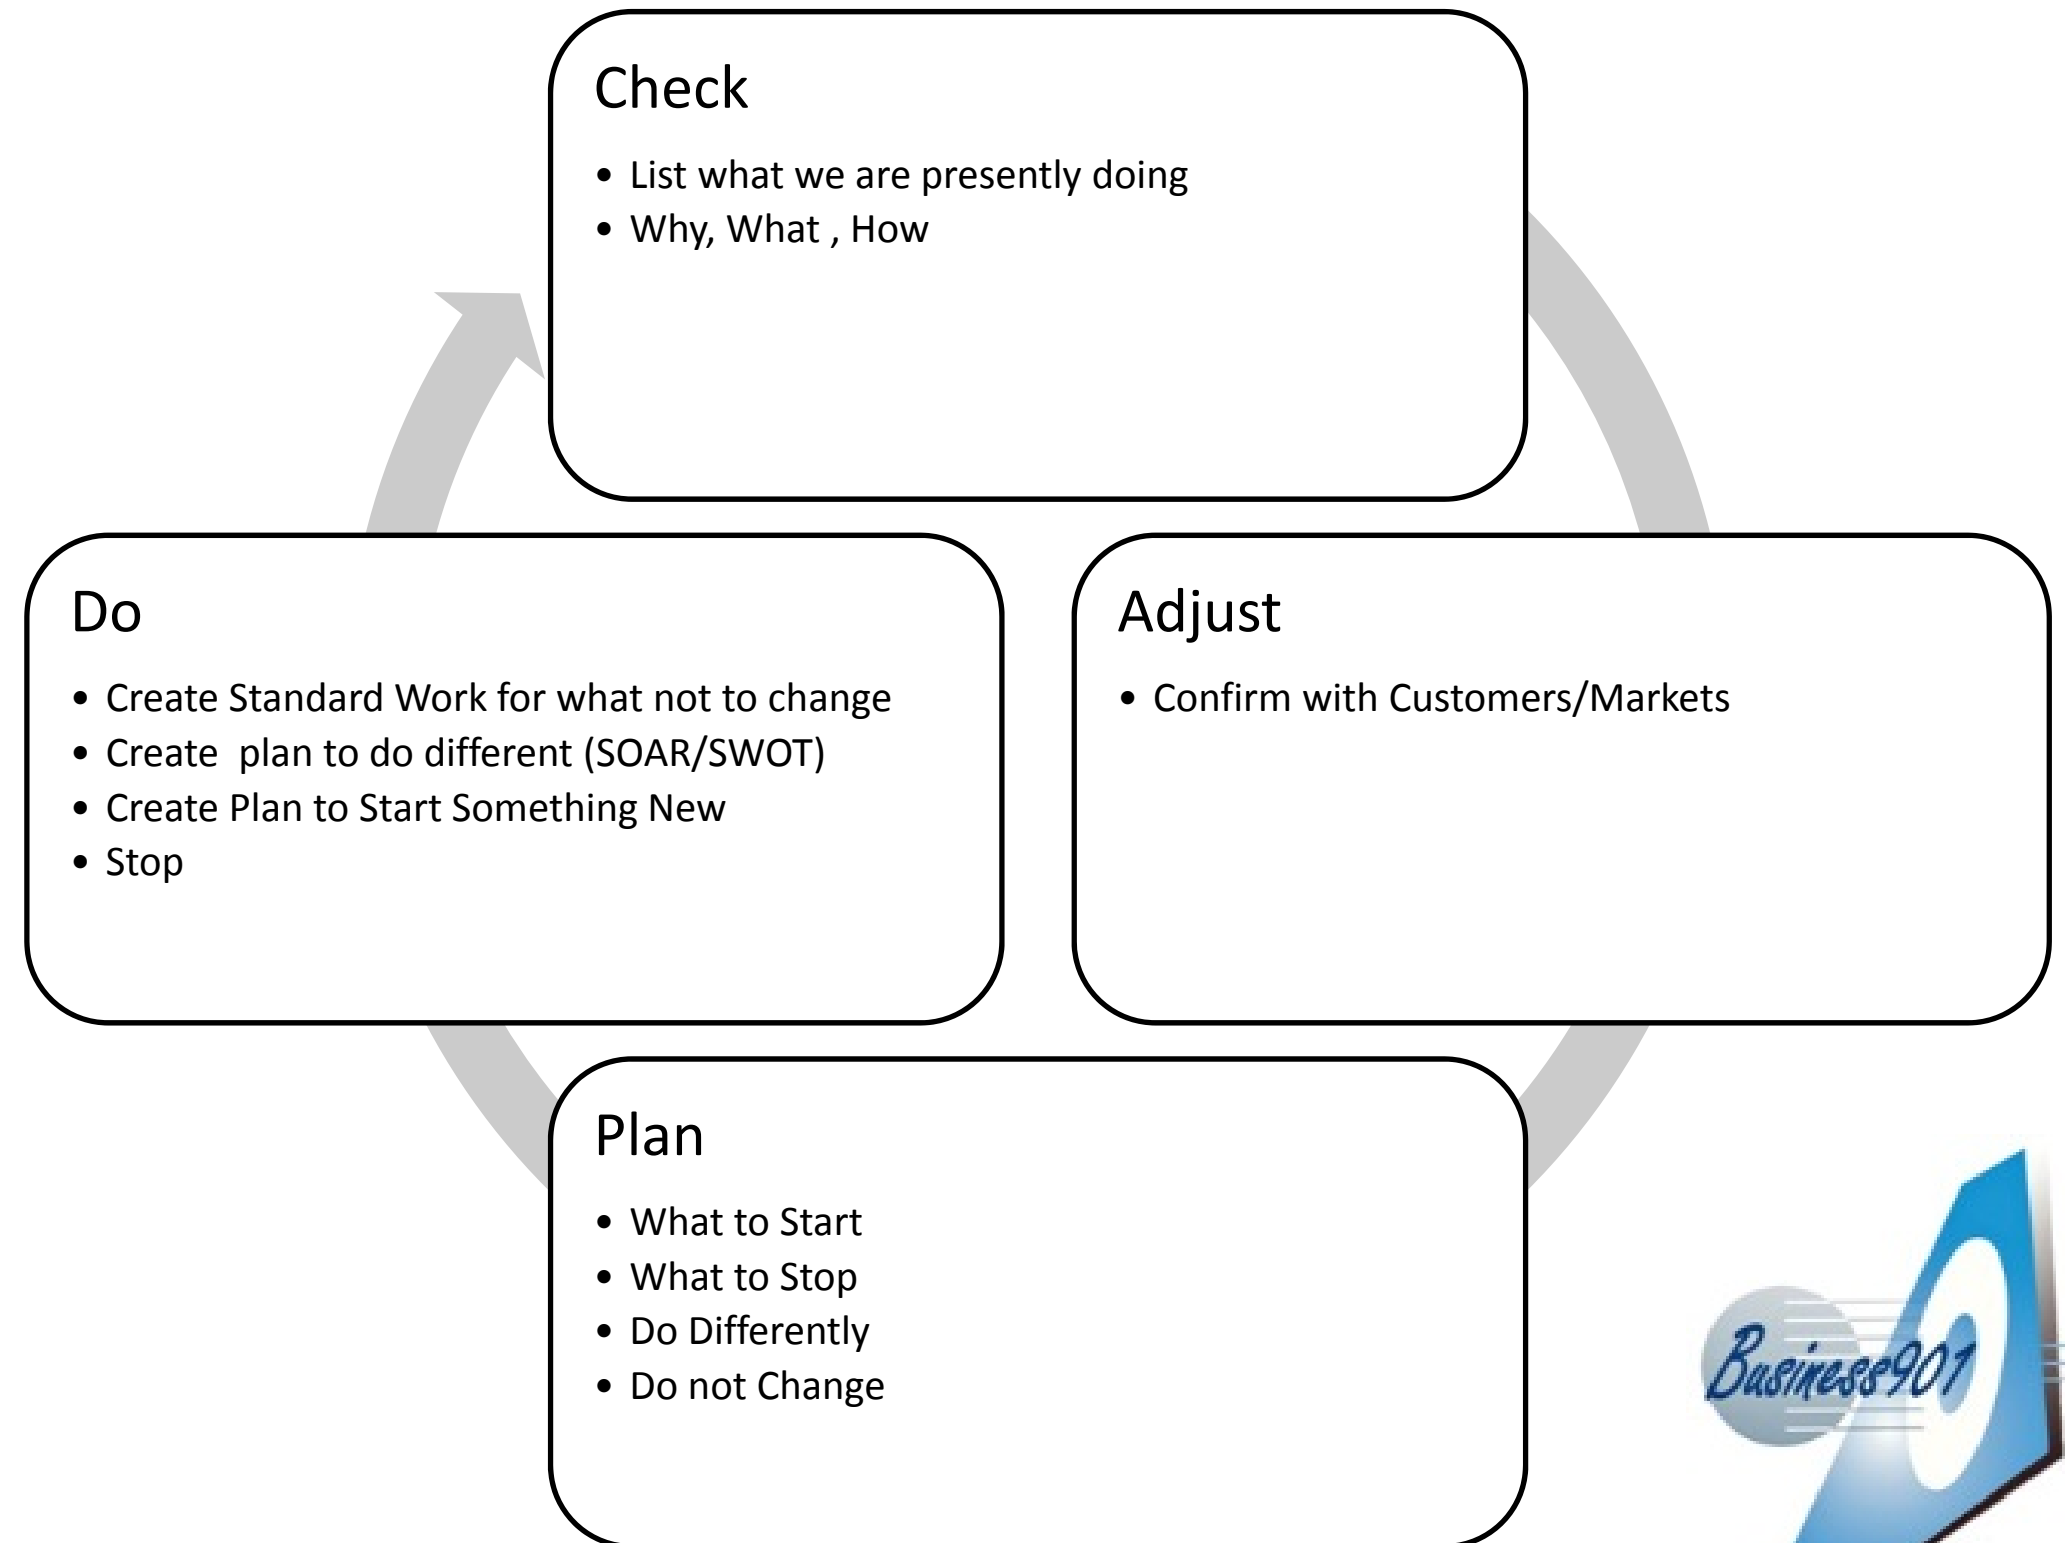 Check
• List what we are presently doing
• Why, What , How
Do
• Create Standard Work for what not to change
• Create  plan to do different (SOAR/SWOT)
• Create Plan to Start Something New
• Stop
Adjust
• Confirm with Customers/Markets
Plan
• What to Start
• What to Stop
• Do Differently
• Do not Change
Business901